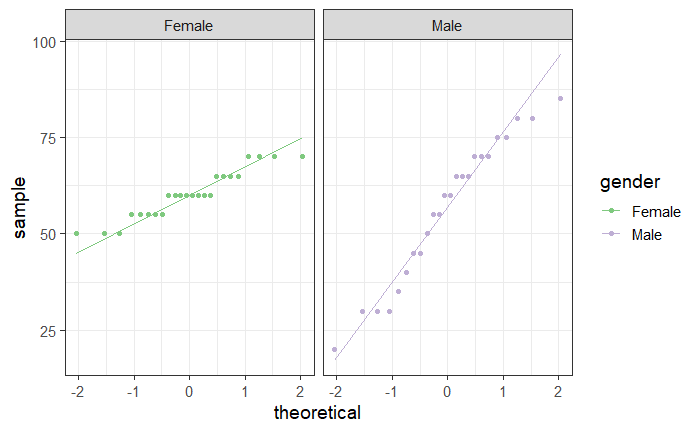 Female
Male
100
75
50
25
sample
-2
-1
0
1
2
-2
-1
0
1
2
theoretical
gender
Female
Male